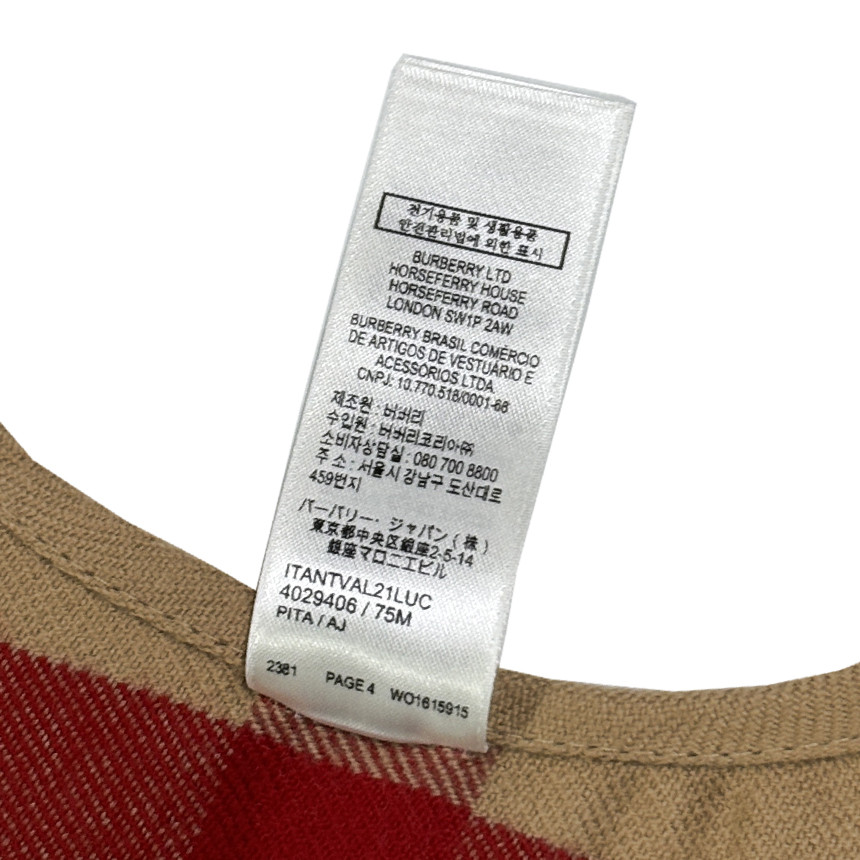 전기용품 및 생활용품
안전관리법에 의한 표시
BURBERRY LTD
HORSEFERRY HOUSE
HORSEFERRY ROAD
LONDON SW1P 2AW
BURBERRY BRASIL COMÉRCIO
DE ARTIGOS DE VESTUÁRIO E
ACESSÓRIOS LTDA.
CNPJ: 10.770.518/0001-66
제조원 : 버버리
수입원 : 버버리코리아㈜
소비자상담실 : 080 700 8800
주 소 : 서울시 강남구 도산대로
459번지
バーバリー・ジャパン (株)
東京都中央区銀座2-5-14
銀座マロニエビル
ITANTVAL21LUC
4029406 / 75M
PITA / AJ
2381 PAGE 4 WO1615915